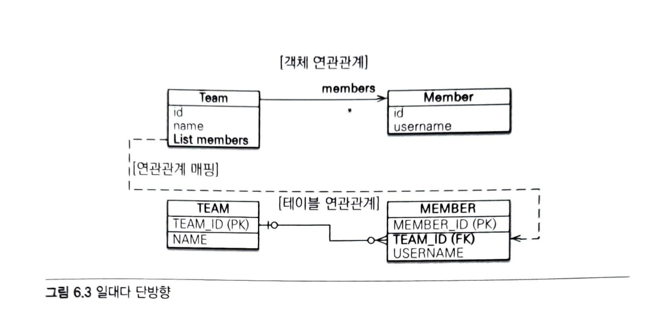 [객체 연관관계]
members
Team
Member
*
id
name
List members
id
username
[연관관계 매핑]
[테이블 연관관계]
TEAM
TEAM_ID (PK)
NAME
MEMBER
MEMBER_ID (PK)
TEAM_ID (FK)
USERNAME
그림 6.3 일대다 단방향